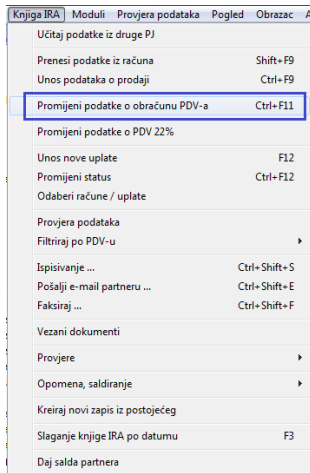 Knjiga IRA Moduli Provjera podataka Pogled Obrazac
Učitaj podatke iz druge PJ
Prenesi podatke iz računa Shift+F9
Unos podataka o prodaji Ctrl+F9
Promijeni podatke o obračunu PDV-a Ctrl+F11
Promijeni podatke o PDV 22%
Unos nove uplate F12
Promijeni status Ctrl+F12
Odaberi račune / uplate
Provjera podataka
Filtriraj po PDV-u
Ispisivanje ... Ctrl+Shift+S
Pošalji e-mail partneru ... Ctrl+Shift+E
Faksiraj ... Ctrl+Shift+F
Vezani dokumenti
Provjere
Opomena, saldiranje
Kreiraj novi zapis iz postojećeg
Slaganje knjige IRA po datumu F3
Daj salda partnera